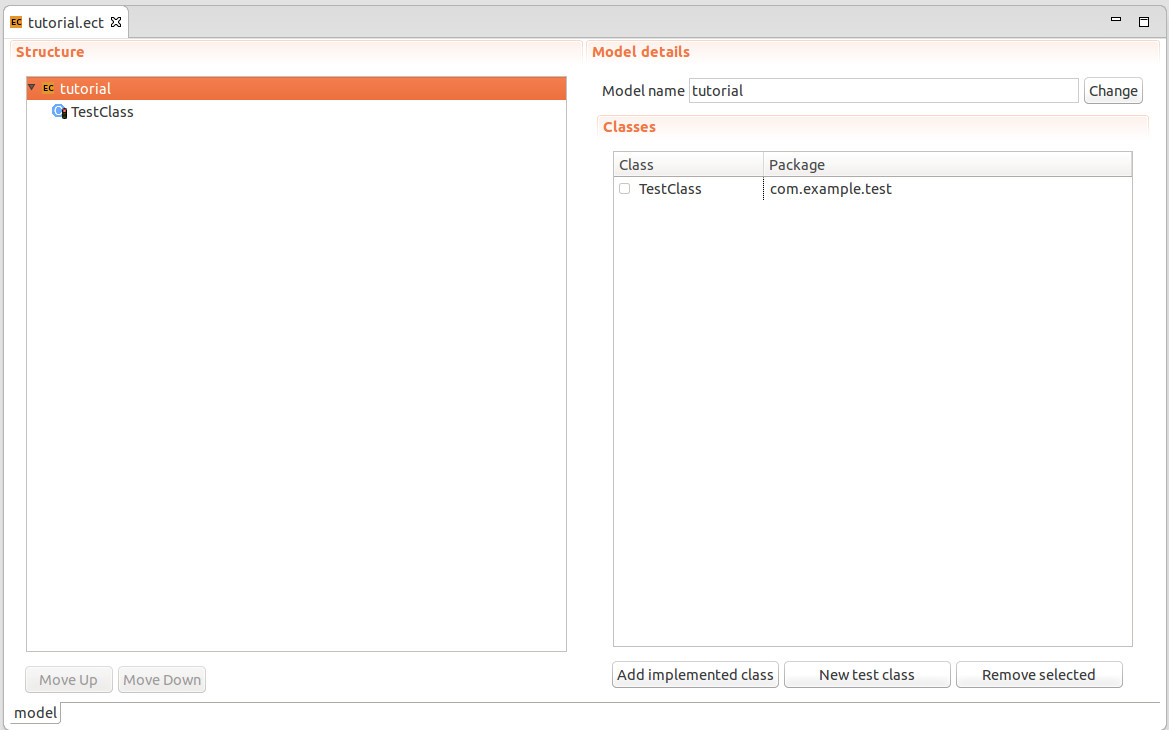 EC tutorial.ect
Structure
EC tutorial
TestClass
Move Up Move Down
Model details
Model name tutorial Change
Classes
Class Package
TestClass com.example.test
Add implemented class New test class Remove selected
model